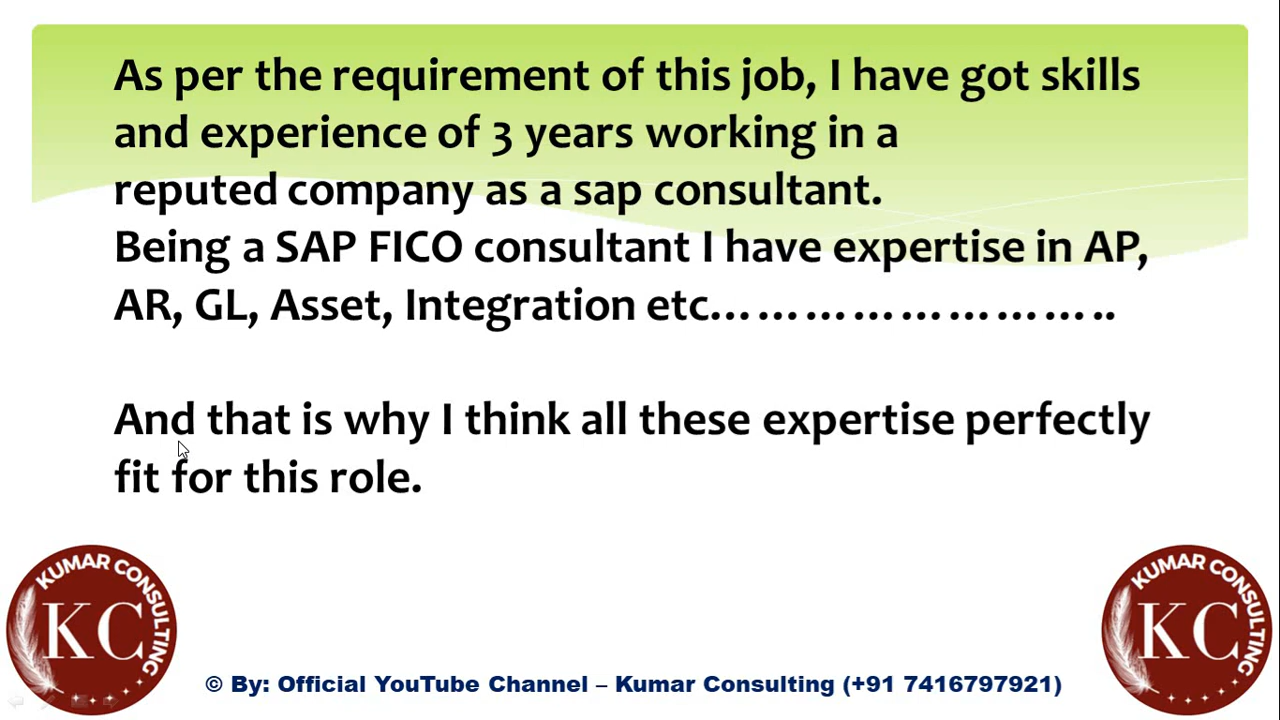 As per the requirement of this job, I have got skills
and experience of 3 years working in a
reputed company as a sap consultant.
Being a SAP FICO consultant I have expertise in AP,
AR, GL, Asset, Integration etc……………………..
And that is why I think all these expertise perfectly
fit for this role.
KUMAR CONSULTING
KC
KUMAR CONSULTING
KC
© By: Official YouTube Channel – Kumar Consulting (+91 7416797921)